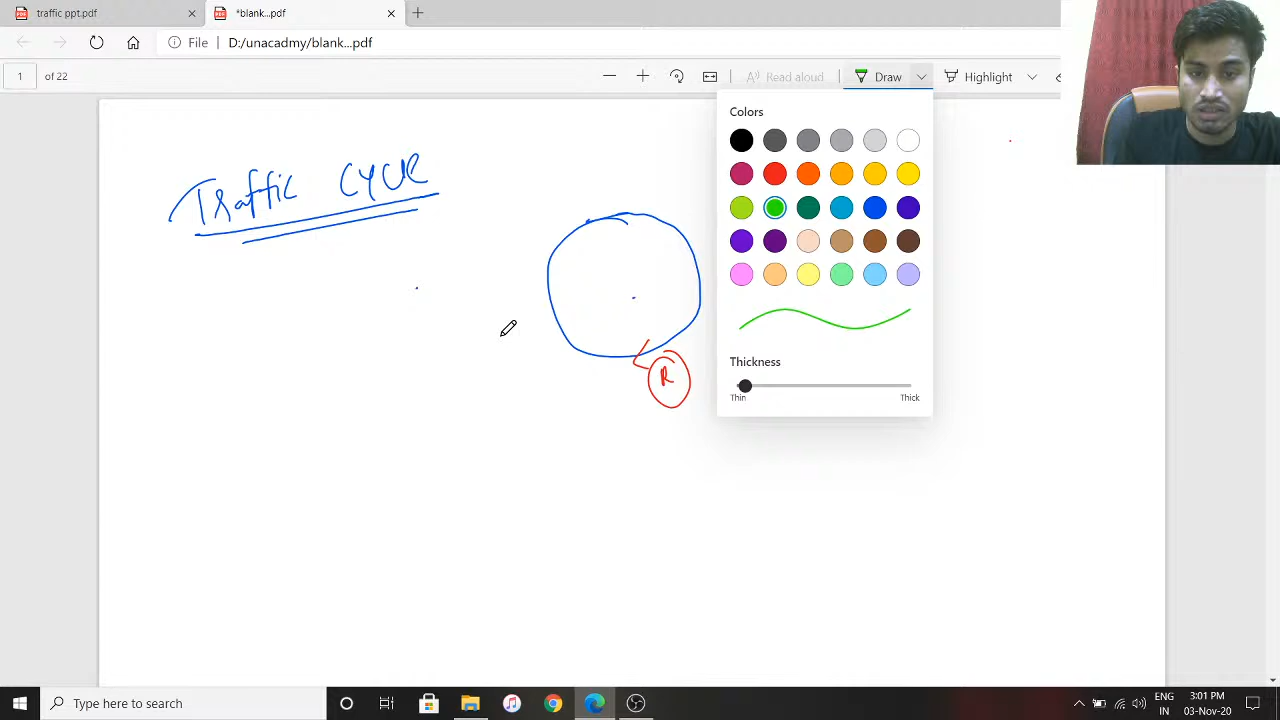 traffic ppt.pdf
*blank...pdf
File
D:/unacadmy/blank...pdf
1
of 22
Read aloud
Draw
Highlight
Colors
Traffic CYCLE
R
Thickness
Thin
Thick
Type here to search
ENG
IN
3:01 PM
03-Nov-20